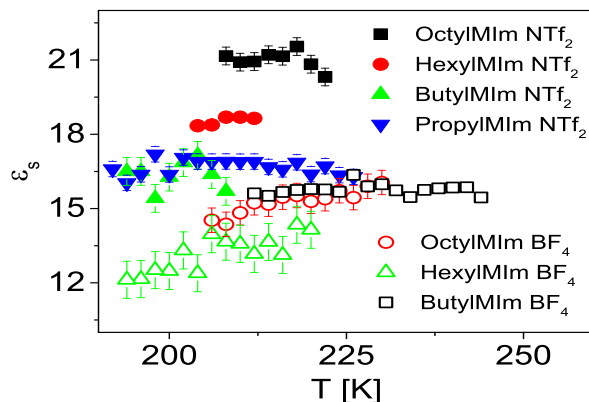 21
18
15
12
ε_s
OctylMIm NTf₂
HexylMIm NTf₂
ButylMIm NTf₂
PropylMIm NTf₂
OctylMIm BF₄
HexylMIm BF₄
ButylMIm BF₄
200 225 250
T [K]